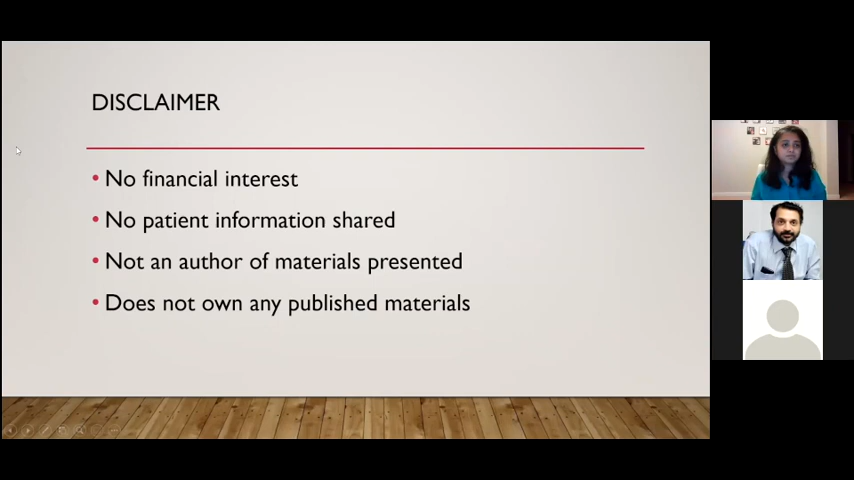 DISCLAIMER
• No financial interest
• No patient information shared
• Not an author of materials presented
• Does not own any published materials